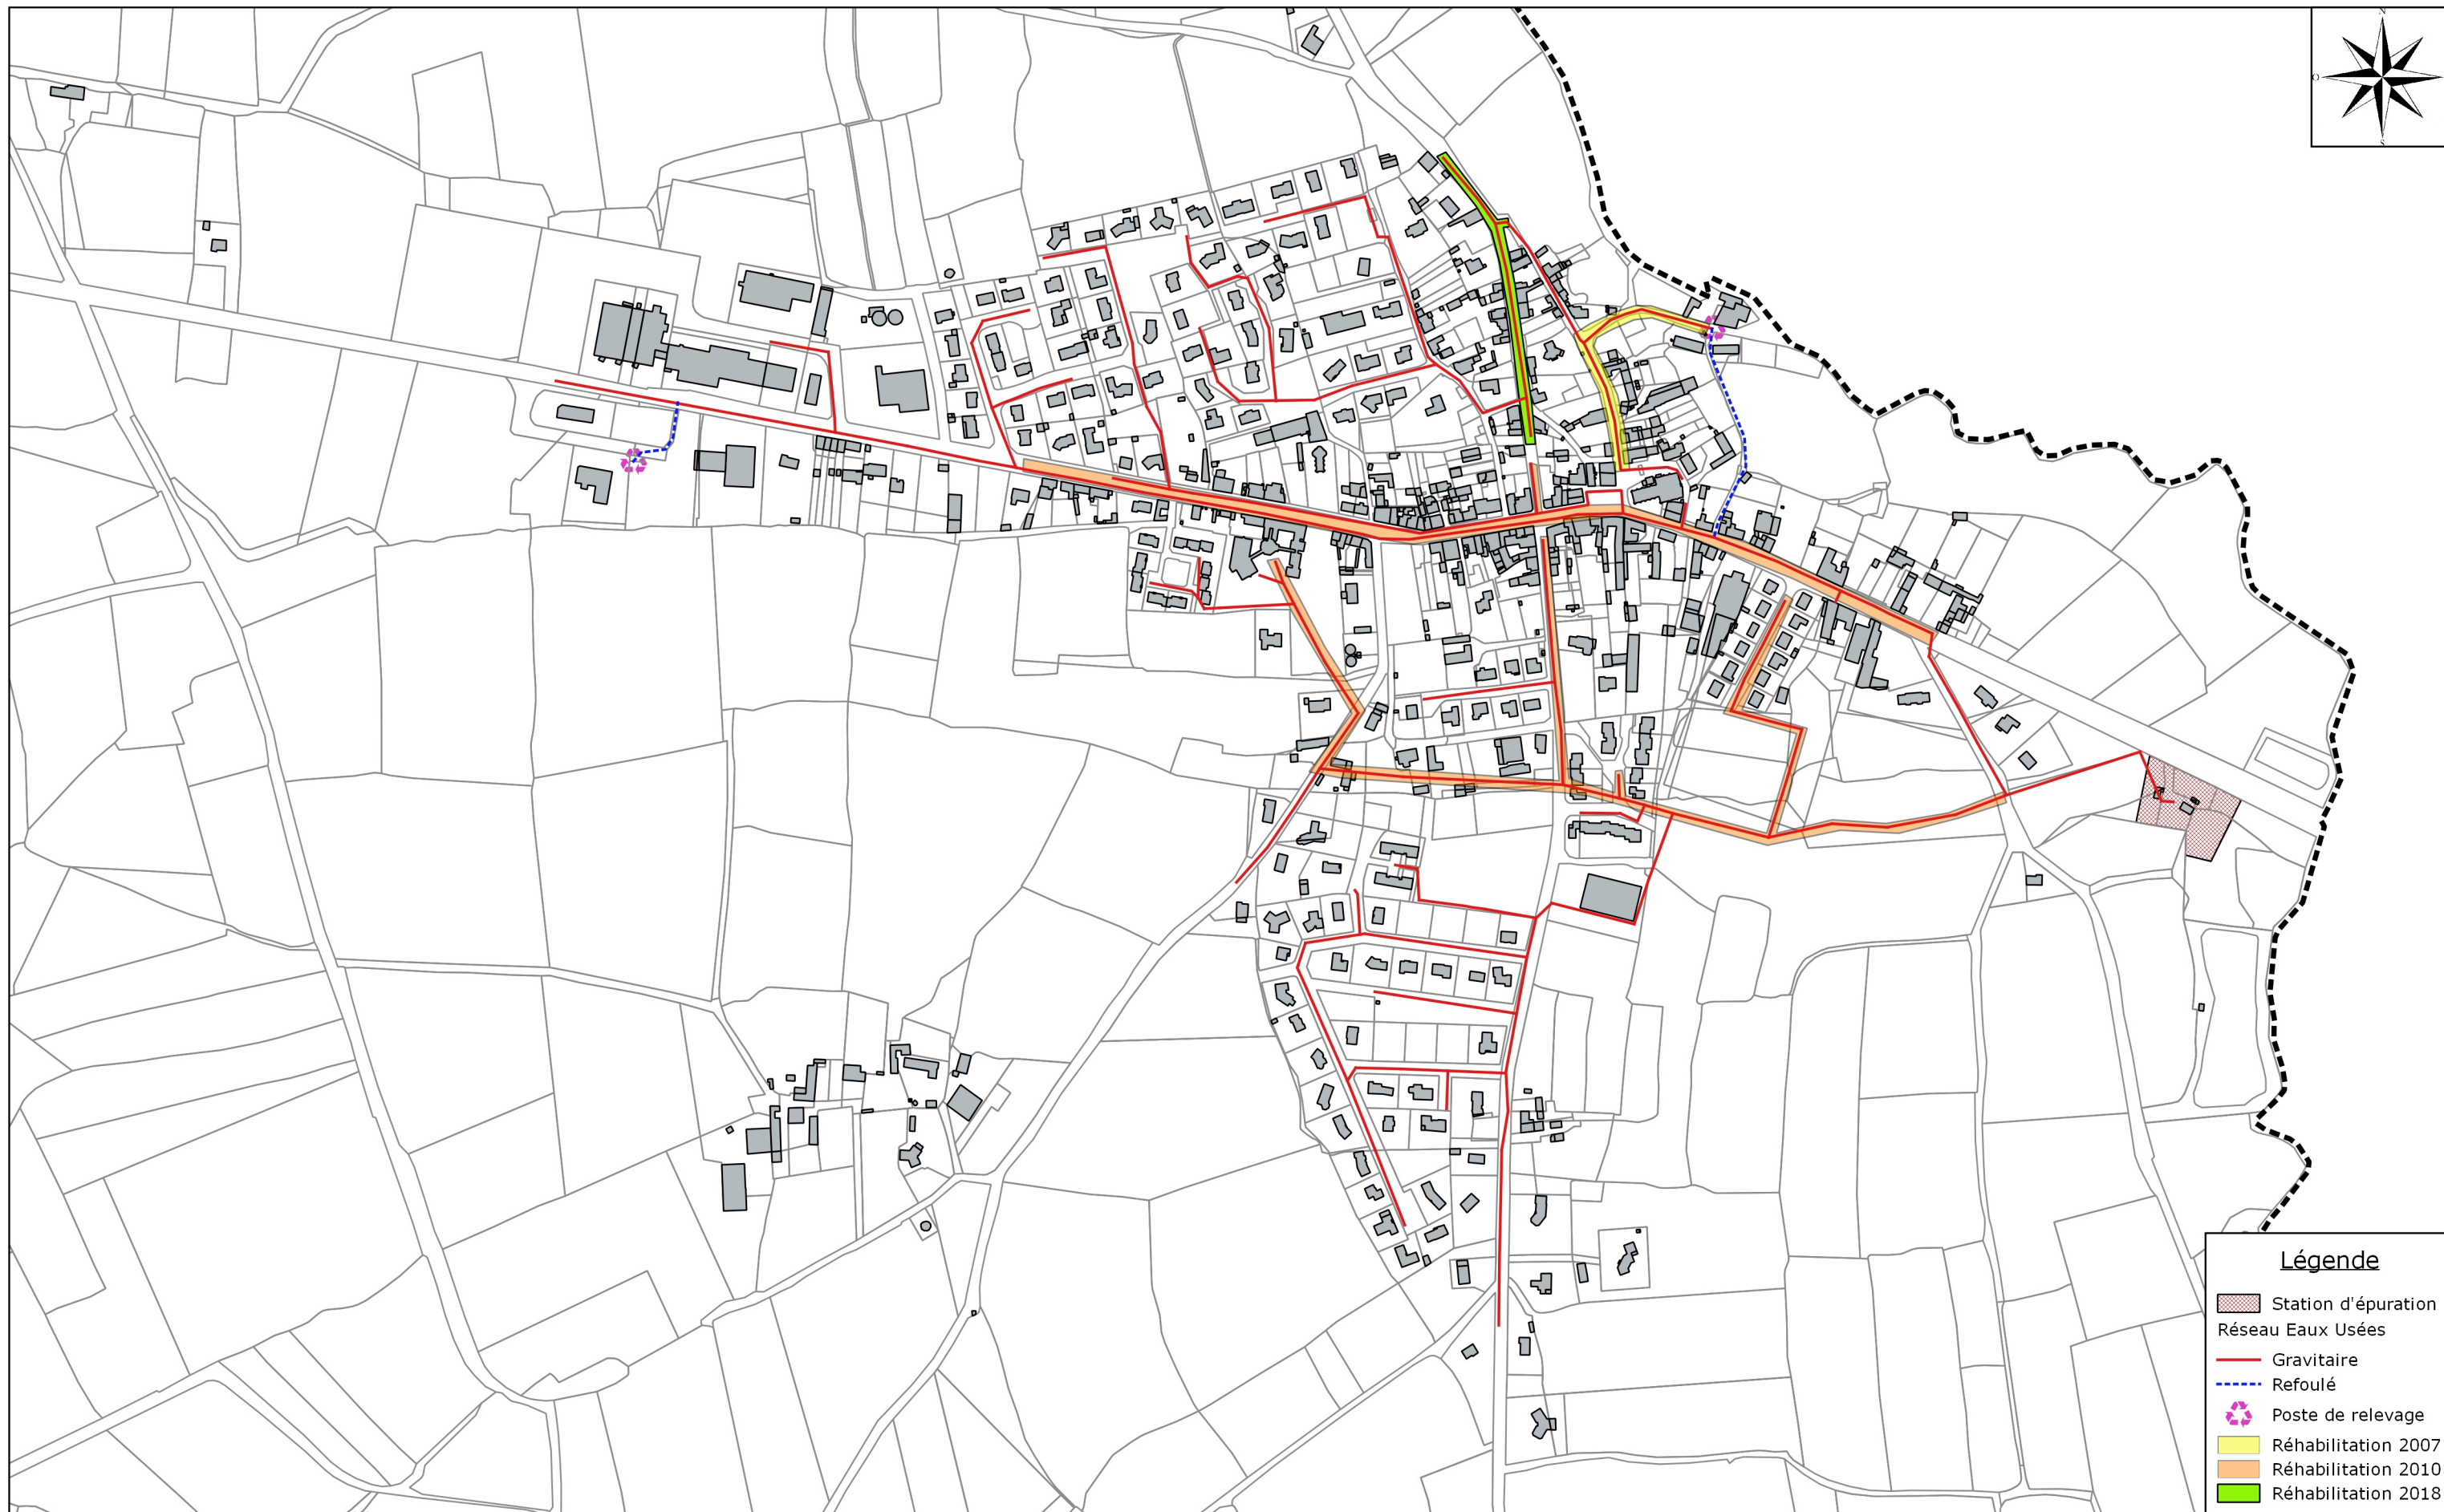 N
O
S
Légende
Station d'épuration
Réseau Eaux Usées
Gravitaire
Refoulé
Poste de relevage
Réhabilitation 2007
Réhabilitation 2010
Réhabilitation 2018